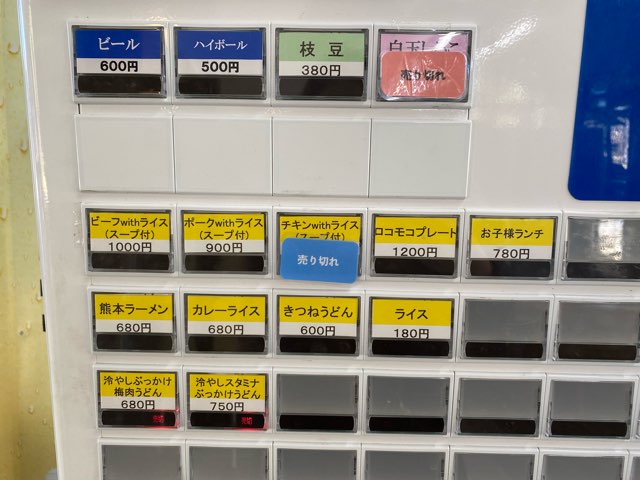 ビール
600円
ハイボール
500円
枝豆
380円
白玉
売り切れ
ビーフwithライス
(スープ付)
1000円
ポークwithライス
(スープ付)
900円
チキンwithライス
(スープ付)
売り切れ
ロコモコプレート
1200円
お子様ランチ
780円
熊本ラーメン
680円
カレーライス
680円
きつねうどん
600円
ライス
180円
冷やしぶっかけ
梅肉うどん
680円
冷やしスタミナ
ぶっかけうどん
750円